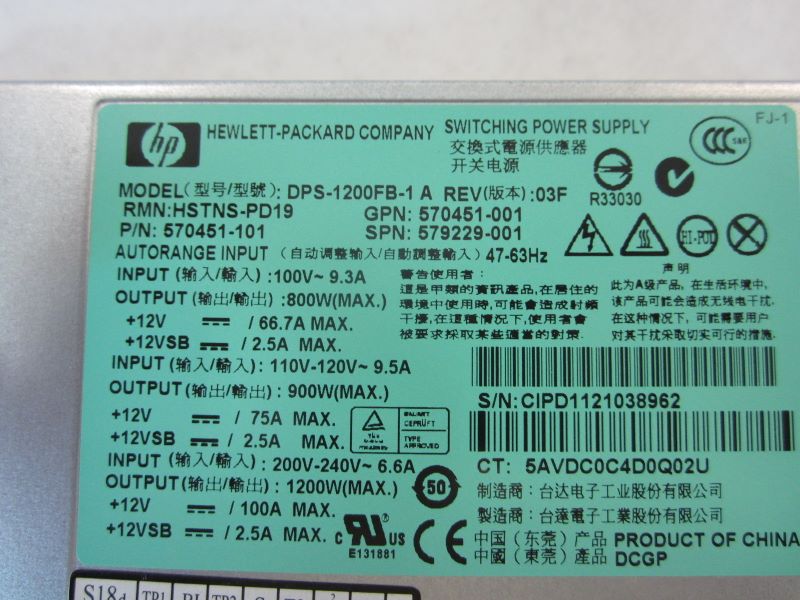 FJ-1
hp HEWLETT-PACKARD COMPANY SWITCHING POWER SUPPLY
交換式電源供應器
开关电源
CCC S&E
R33030
MODEL(型号/型號): DPS-1200FB-1 A REV(版本):03F
RMN:HSTNS-PD19 GPN: 570451-001
P/N: 570451-101 SPN: 579229-001
HI-POT
AUTORANGE INPUT (自动调整输入/自動調整輸入) 47-63Hz
INPUT (输入/輸入) :100V~ 9.3A
OUTPUT (输出/輸出) :800W(MAX.)
+12V / 66.7A MAX.
+12VSB / 2.5A MAX.
INPUT (输入/輸入) : 110V-120V~ 9.5A
OUTPUT (输出/輸出) : 900W(MAX.)
+12V / 75A MAX.
+12VSB / 2.5A MAX.
INPUT (输入/輸入) : 200V-240V~ 6.6A
OUTPUT (输出/輸出) : 1200W(MAX.)
+12V / 100A MAX.
+12VSB / 2.5A MAX.
警告使用者:
這是甲類的資訊產品,在居住的
環境中使用時,可能會造成射頻
干擾,在這種情況下,使用者會
被要求採取某些適當的對策.
声明
此为A级产品, 在生活环境中,
该产品可能会造成无线电干扰.
在这种情况下, 可能需要用户
对其干扰采取切实可行的措施.
S/N:CIPD1121038962
GEPRÜFT
TYPE
APPROVED
CT: 5AVDC0C4D0Q02U
50
制造商: 台达电子工业股份有限公司
製造商: 台達電子工業股份有限公司
c RU US
E131881
CE
中国 (东莞) 产品 PRODUCT OF CHINA
中國 (東莞) 產品 DCGP
S18d TP1 PI TP2